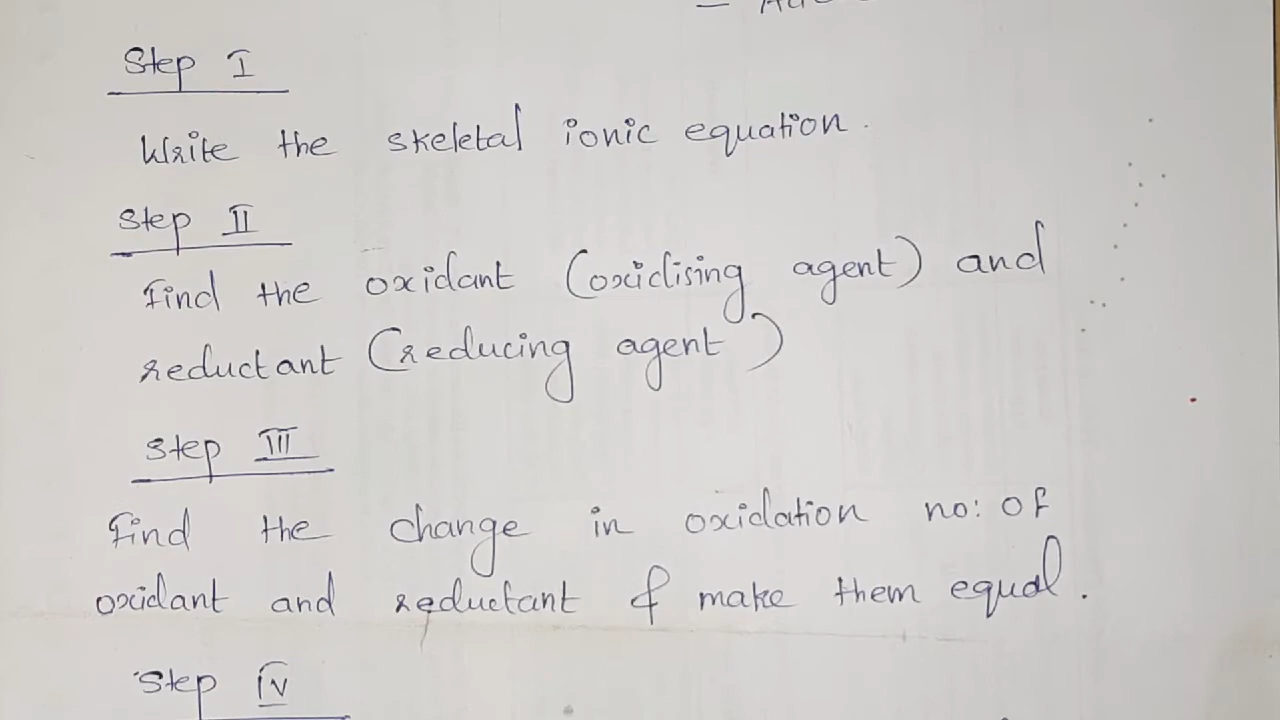 Step I
Write the skeletal ionic equation.
Step II
Find the oxidant (oxidising agent) and
reductant (reducing agent)
Step III
Find the change in oxidation no: of
oxidant and reductant & make them equal.
Step IV